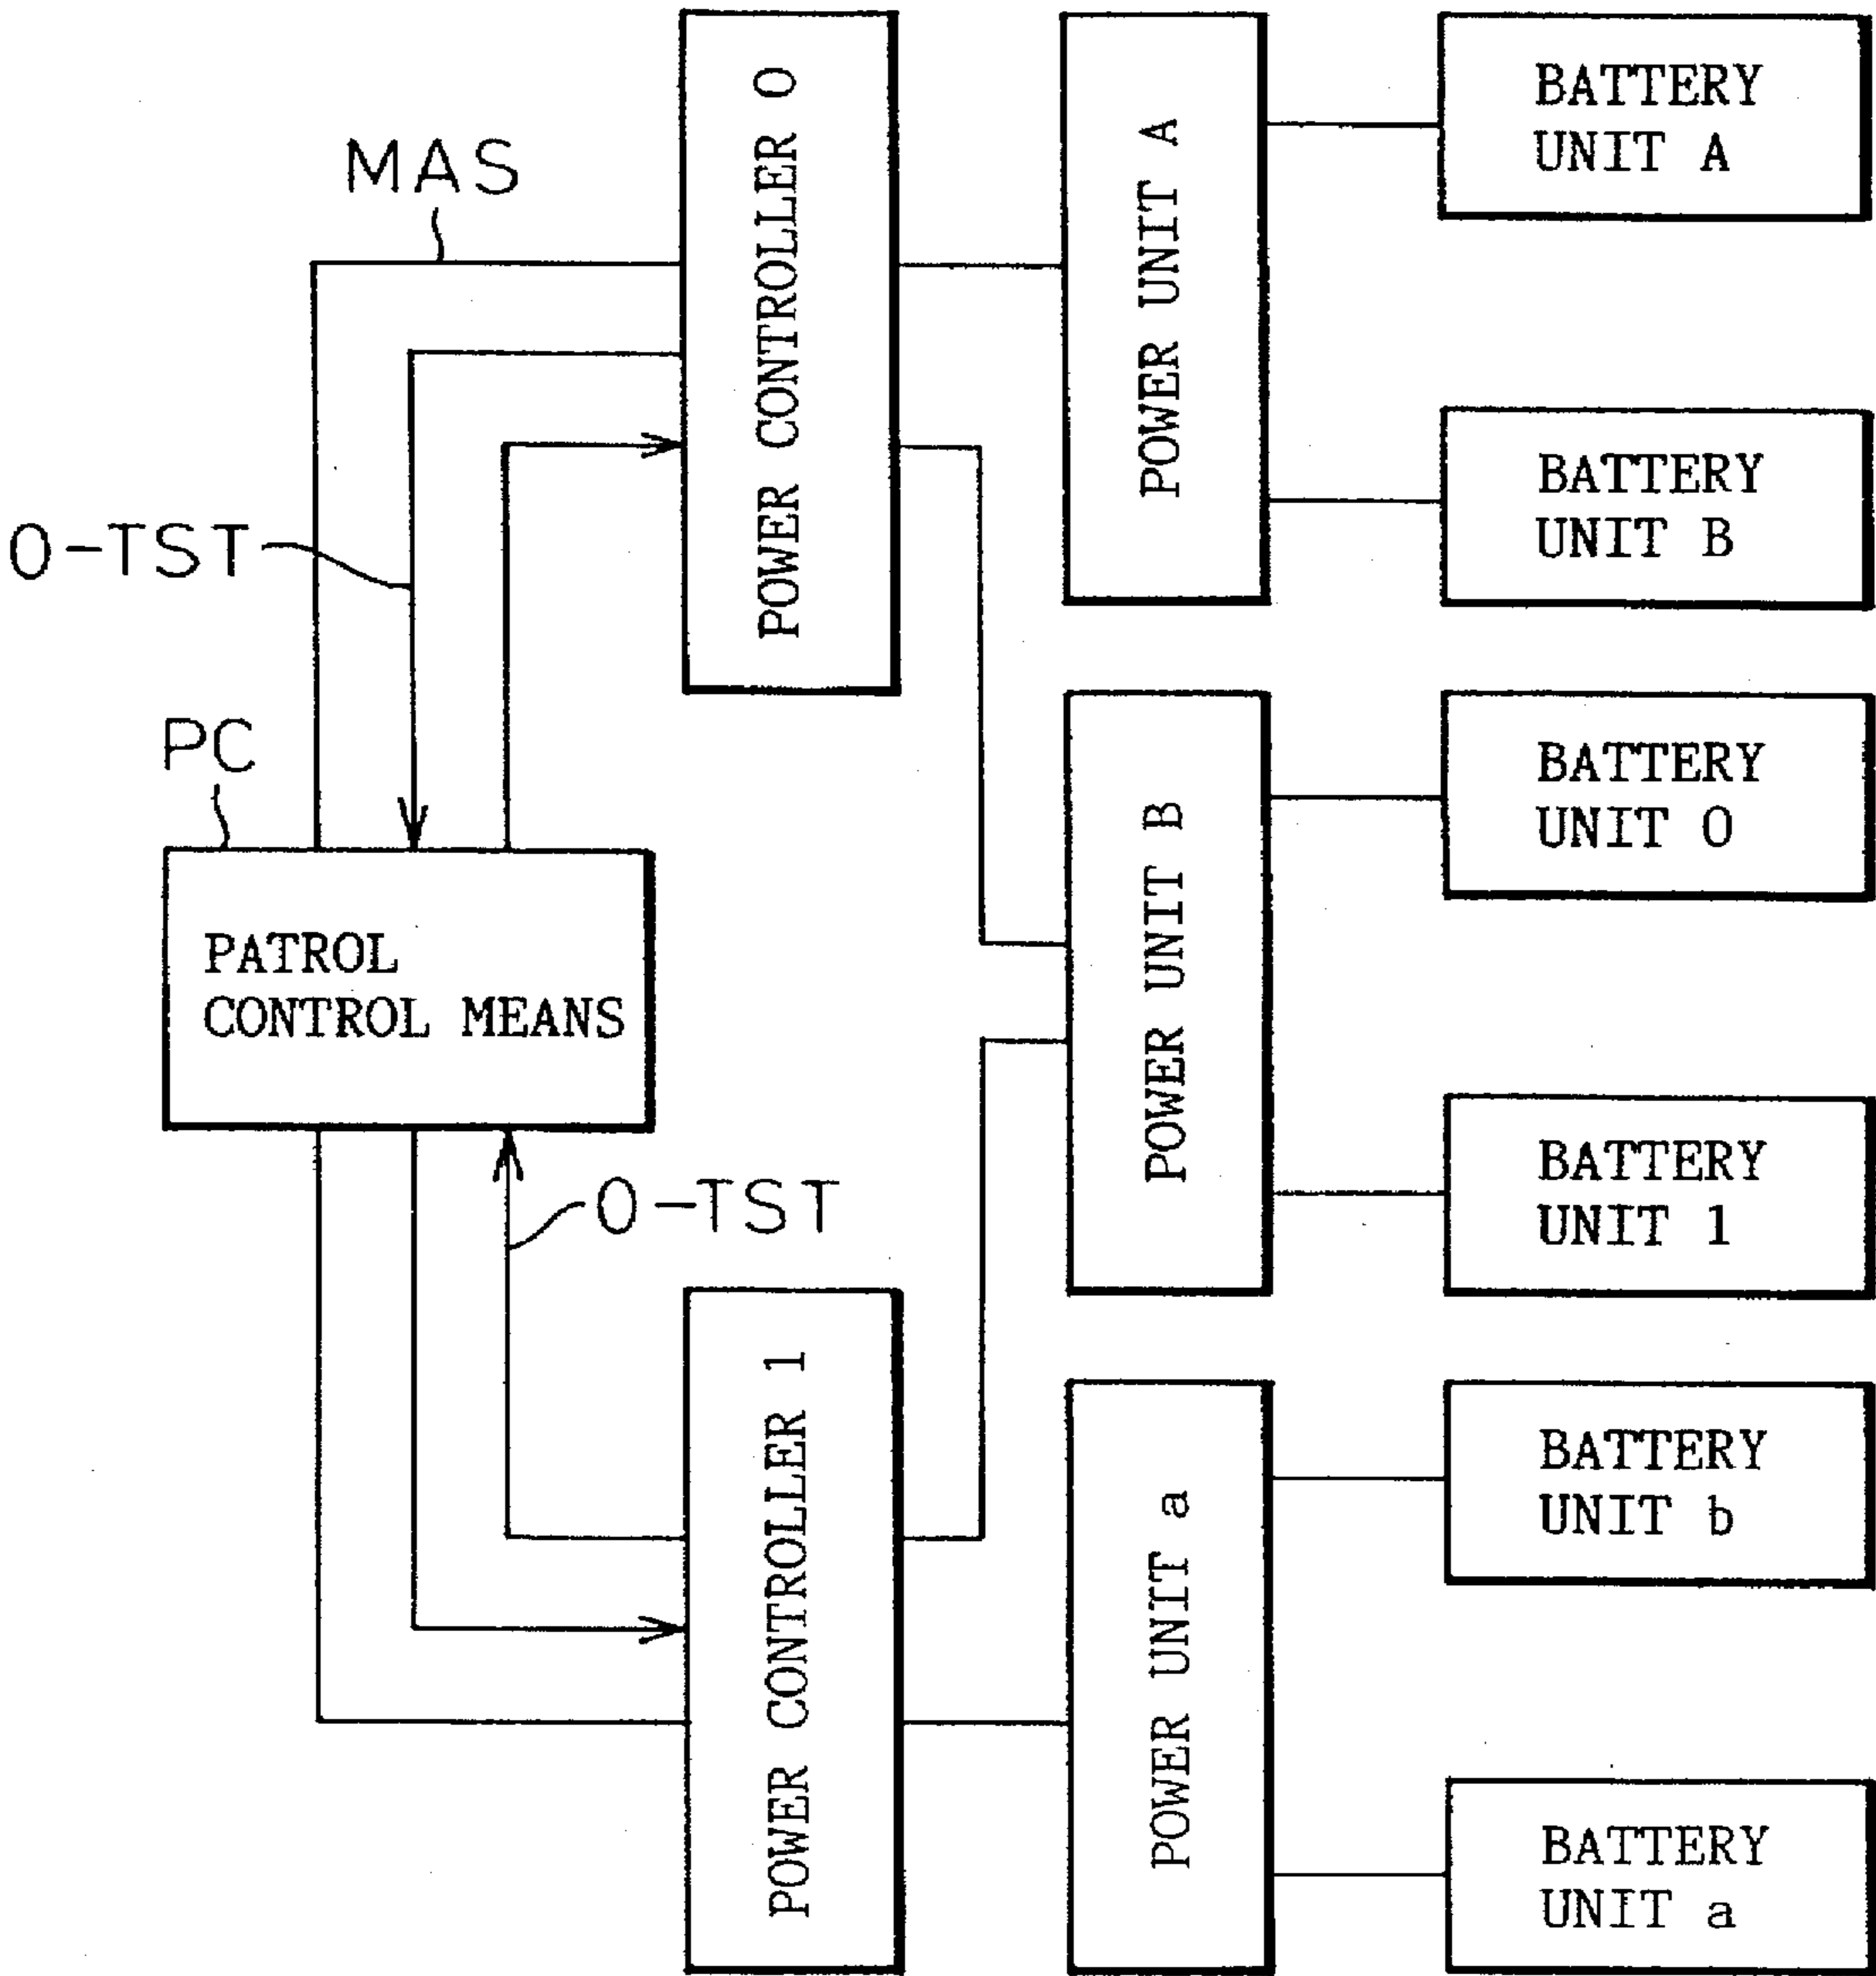 MAS
O-TST
PC
PATROL
CONTROL MEANS
O-TST
POWER CONTROLLER 0
POWER CONTROLLER 1
POWER UNIT A
POWER UNIT B
POWER UNIT a
BATTERY
UNIT A
BATTERY
UNIT B
BATTERY
UNIT 0
BATTERY
UNIT 1
BATTERY
UNIT b
BATTERY
UNIT a